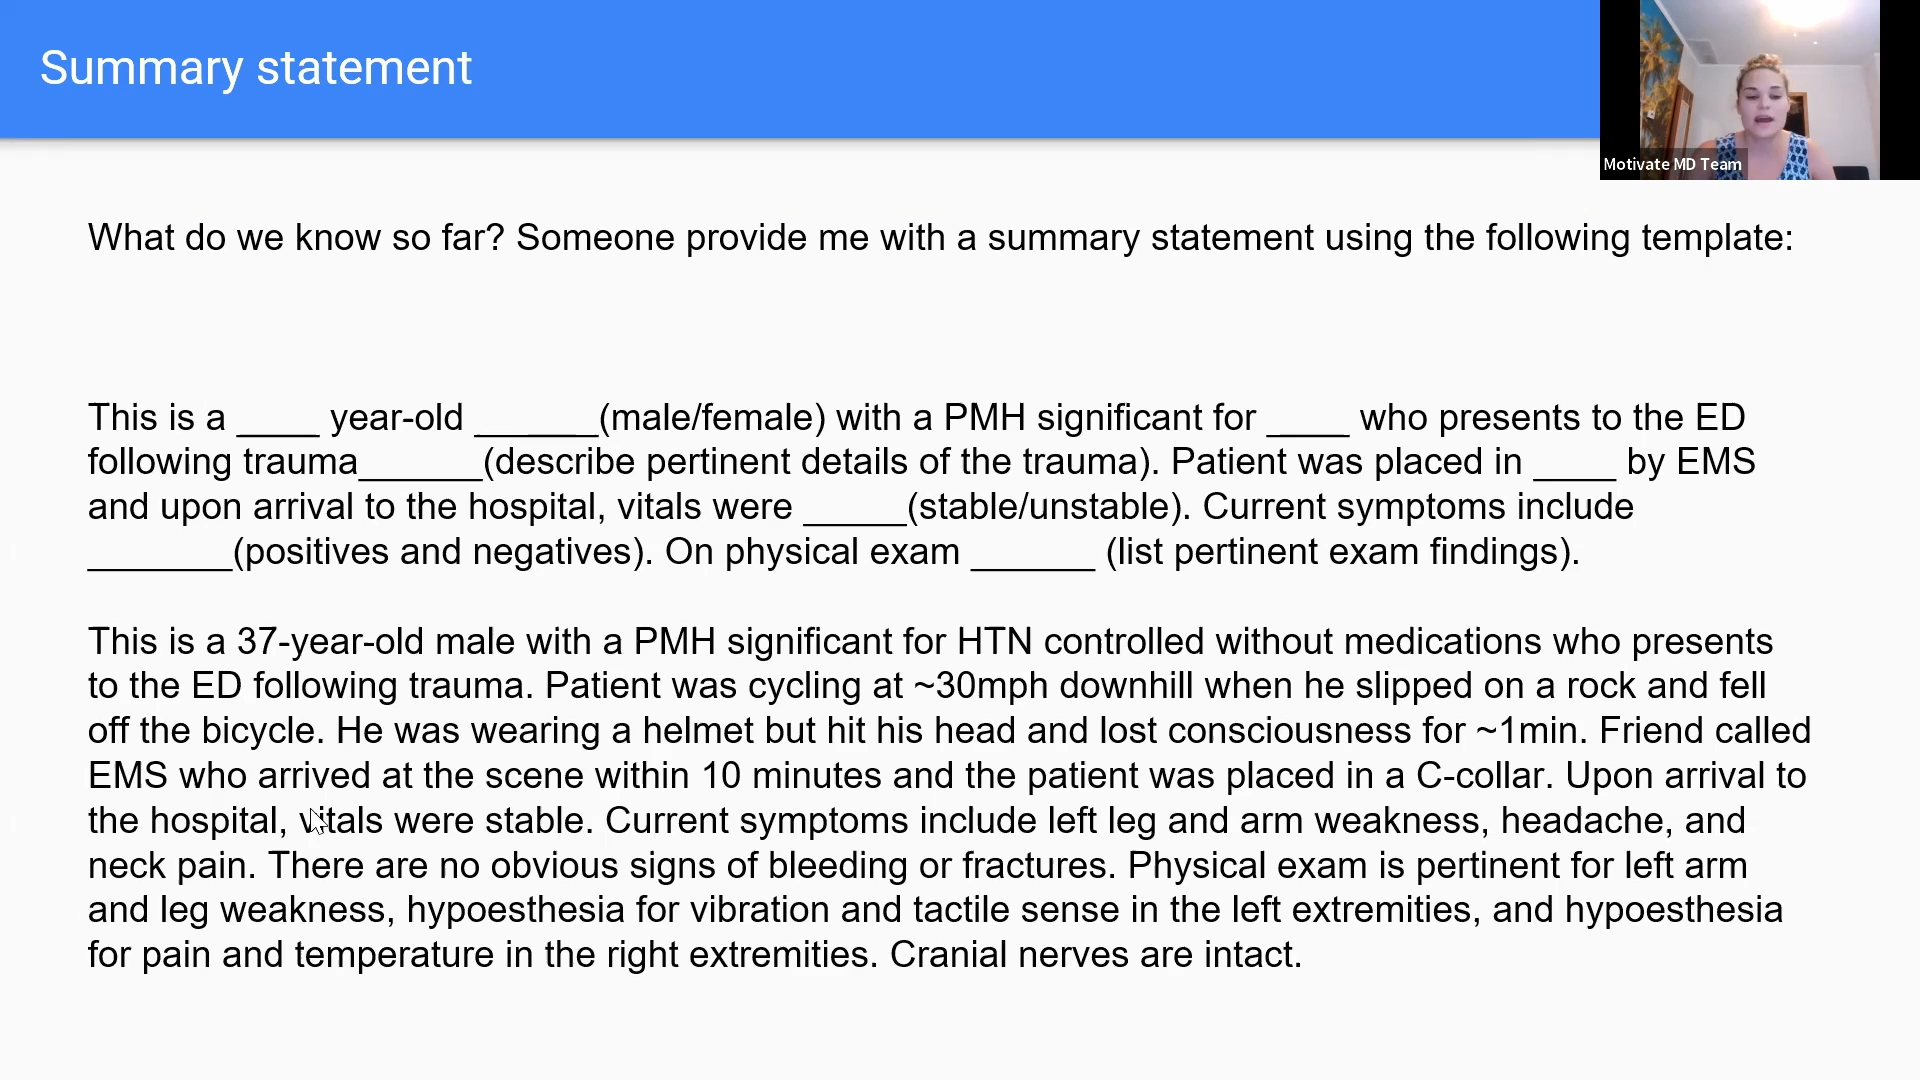 Summary statement
Motivate MD Team
What do we know so far? Someone provide me with a summary statement using the following template:
This is a ____ year-old ______(male/female) with a PMH significant for ____ who presents to the ED
following trauma______(describe pertinent details of the trauma). Patient was placed in ____ by EMS
and upon arrival to the hospital, vitals were _____(stable/unstable). Current symptoms include
_______(positives and negatives). On physical exam ______ (list pertinent exam findings).
This is a 37-year-old male with a PMH significant for HTN controlled without medications who presents
to the ED following trauma. Patient was cycling at ~30mph downhill when he slipped on a rock and fell
off the bicycle. He was wearing a helmet but hit his head and lost consciousness for ~1min. Friend called
EMS who arrived at the scene within 10 minutes and the patient was placed in a C-collar. Upon arrival to
the hospital, vitals were stable. Current symptoms include left leg and arm weakness, headache, and
neck pain. There are no obvious signs of bleeding or fractures. Physical exam is pertinent for left arm
and leg weakness, hypoesthesia for vibration and tactile sense in the left extremities, and hypoesthesia
for pain and temperature in the right extremities. Cranial nerves are intact.